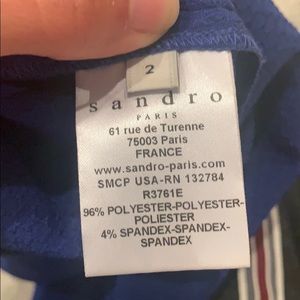 2
sandro
PARIS
61 rue de Turenne
75003 Paris
FRANCE
www.sandro-paris.com
SMCP USA-RN 132784
R3761E
96% POLYESTER-POLYESTER-
POLIESTER
4% SPANDEX-SPANDEX-
SPANDEX